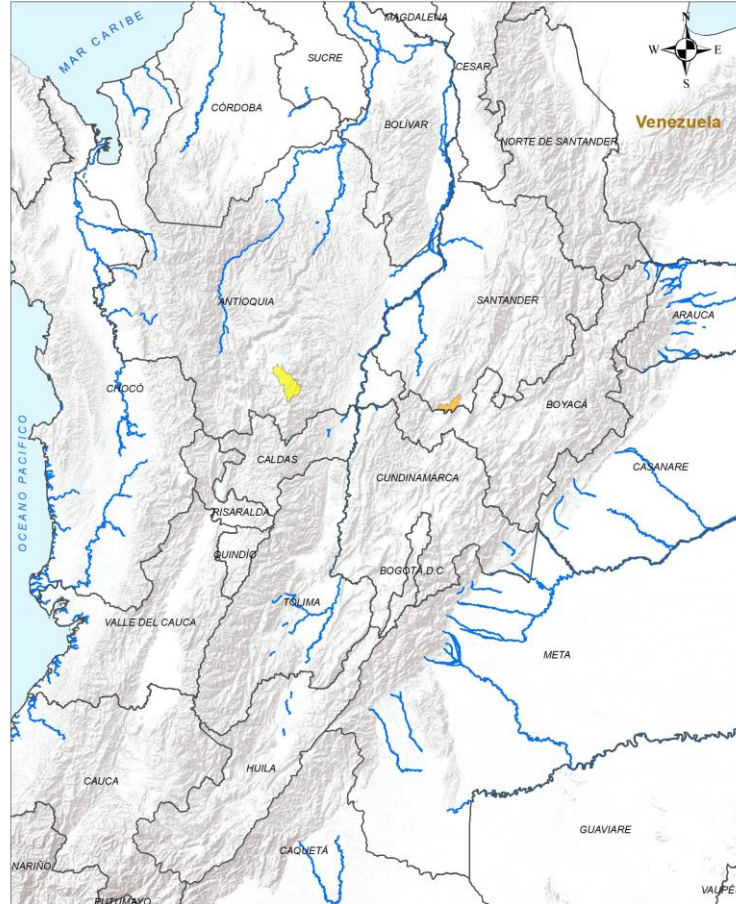 MAGDALENA
N
MAR CARIBE
SUCRE
W
E
CESAR
S
CÓRDOBA
BOLÍVAR
Venezuela
NORTE DE SANTANDER
ANTIOQUIA
SANTANDER
ARAUCA
CHOCÓ
BOYACÁ
CALDAS
CASANARE
CUNDINAMARCA
OCEANO PACIFICO
RISARALDA
QUINDÍO
BOGOTÁ, D.C
TOLIMA
VALLE DEL CAUCA
META
HUILA
CAUCA
GUAVIARE
CAQUETÁ
NARIÑO
VAUPÉ
PUTUMAYO